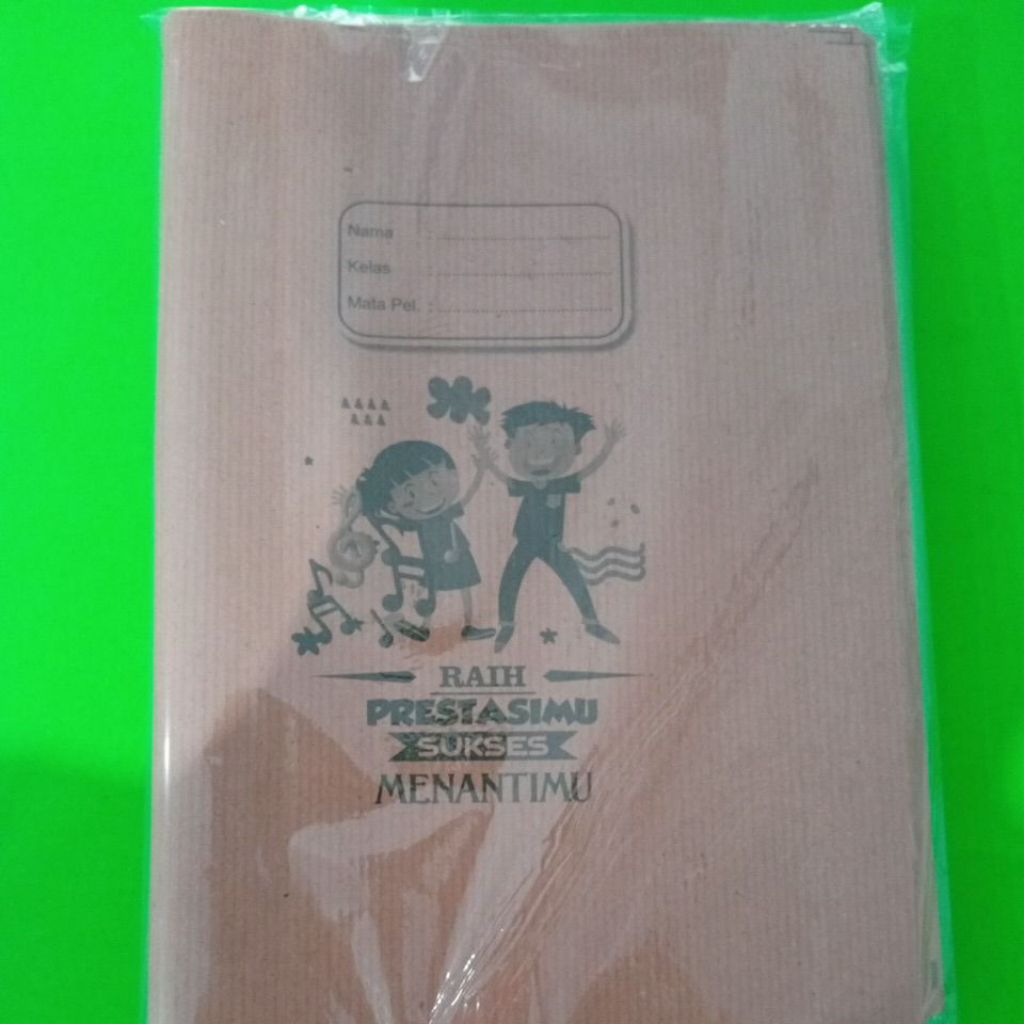 Nama : ........................................
Kelas : ........................................
Mata Pel. : ........................................
RAIH
PRESTASIMU
SUKSES
MENANTIMU